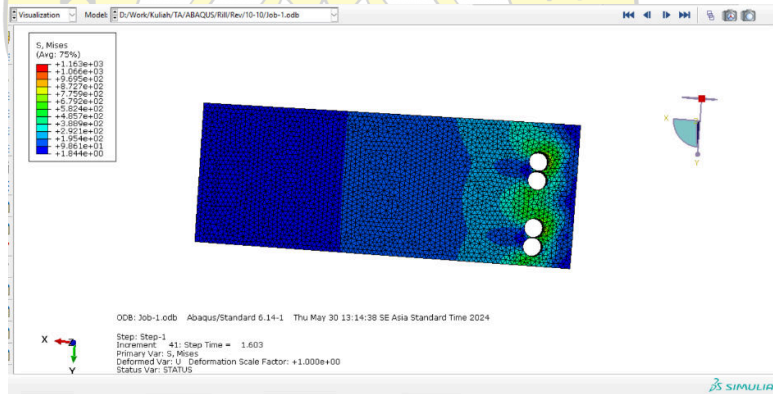 Visualization Model: D:/Work/Kuliah/TA/ABAQUS/Rill/Rev/10-10/Job-1.odb
S, Mises
(Avg: 75%)
+1.163e+03
+1.066e+03
+9.695e+02
+8.727e+02
+7.759e+02
+6.792e+02
+5.824e+02
+4.857e+02
+3.889e+02
+2.921e+02
+1.954e+02
+9.861e+01
+1.844e+00
X
Y
ODB: Job-1.odb Abaqus/Standard 6.14-1 Thu May 30 13:14:38 SE Asia Standard Time 2024
X
Y
Step: Step-1
Increment 41: Step Time = 1.603
Primary Var: S, Mises
Deformed Var: U Deformation Scale Factor: +1.000e+00
Status Var: STATUS
SIMULIA